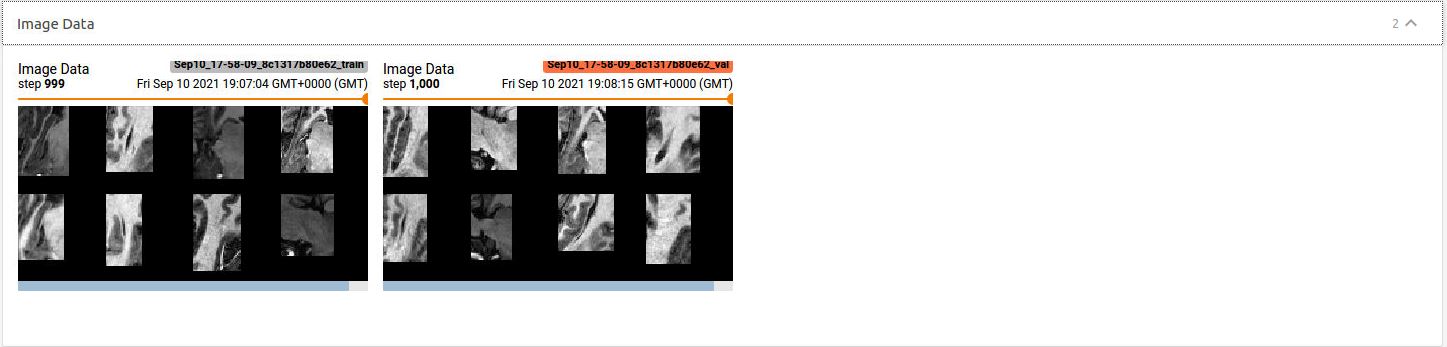 Image Data
2
Sep10_17-58-09_8c1317b80e62_train
Image Data
step 999
Fri Sep 10 2021 19:07:04 GMT+0000 (GMT)
Sep10_17-58-09_8c1317b80e62_val
Image Data
step 1,000
Fri Sep 10 2021 19:08:15 GMT+0000 (GMT)